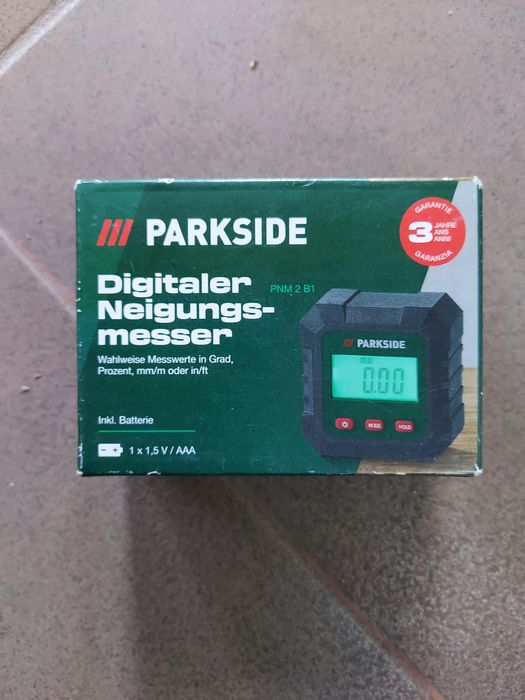 PARKSIDE
GARANTIE
3 JAHRE
ANS
ANNI
GARANZIA
Digitaler
Neigungs-
messer
PNM 2 B1
Wahlweise Messwerte in Grad,
Prozent, mm/m oder in/ft
PARKSIDE
0.00
MODE
HOLD
Inkl. Batterie
1 x 1,5 V / AAA